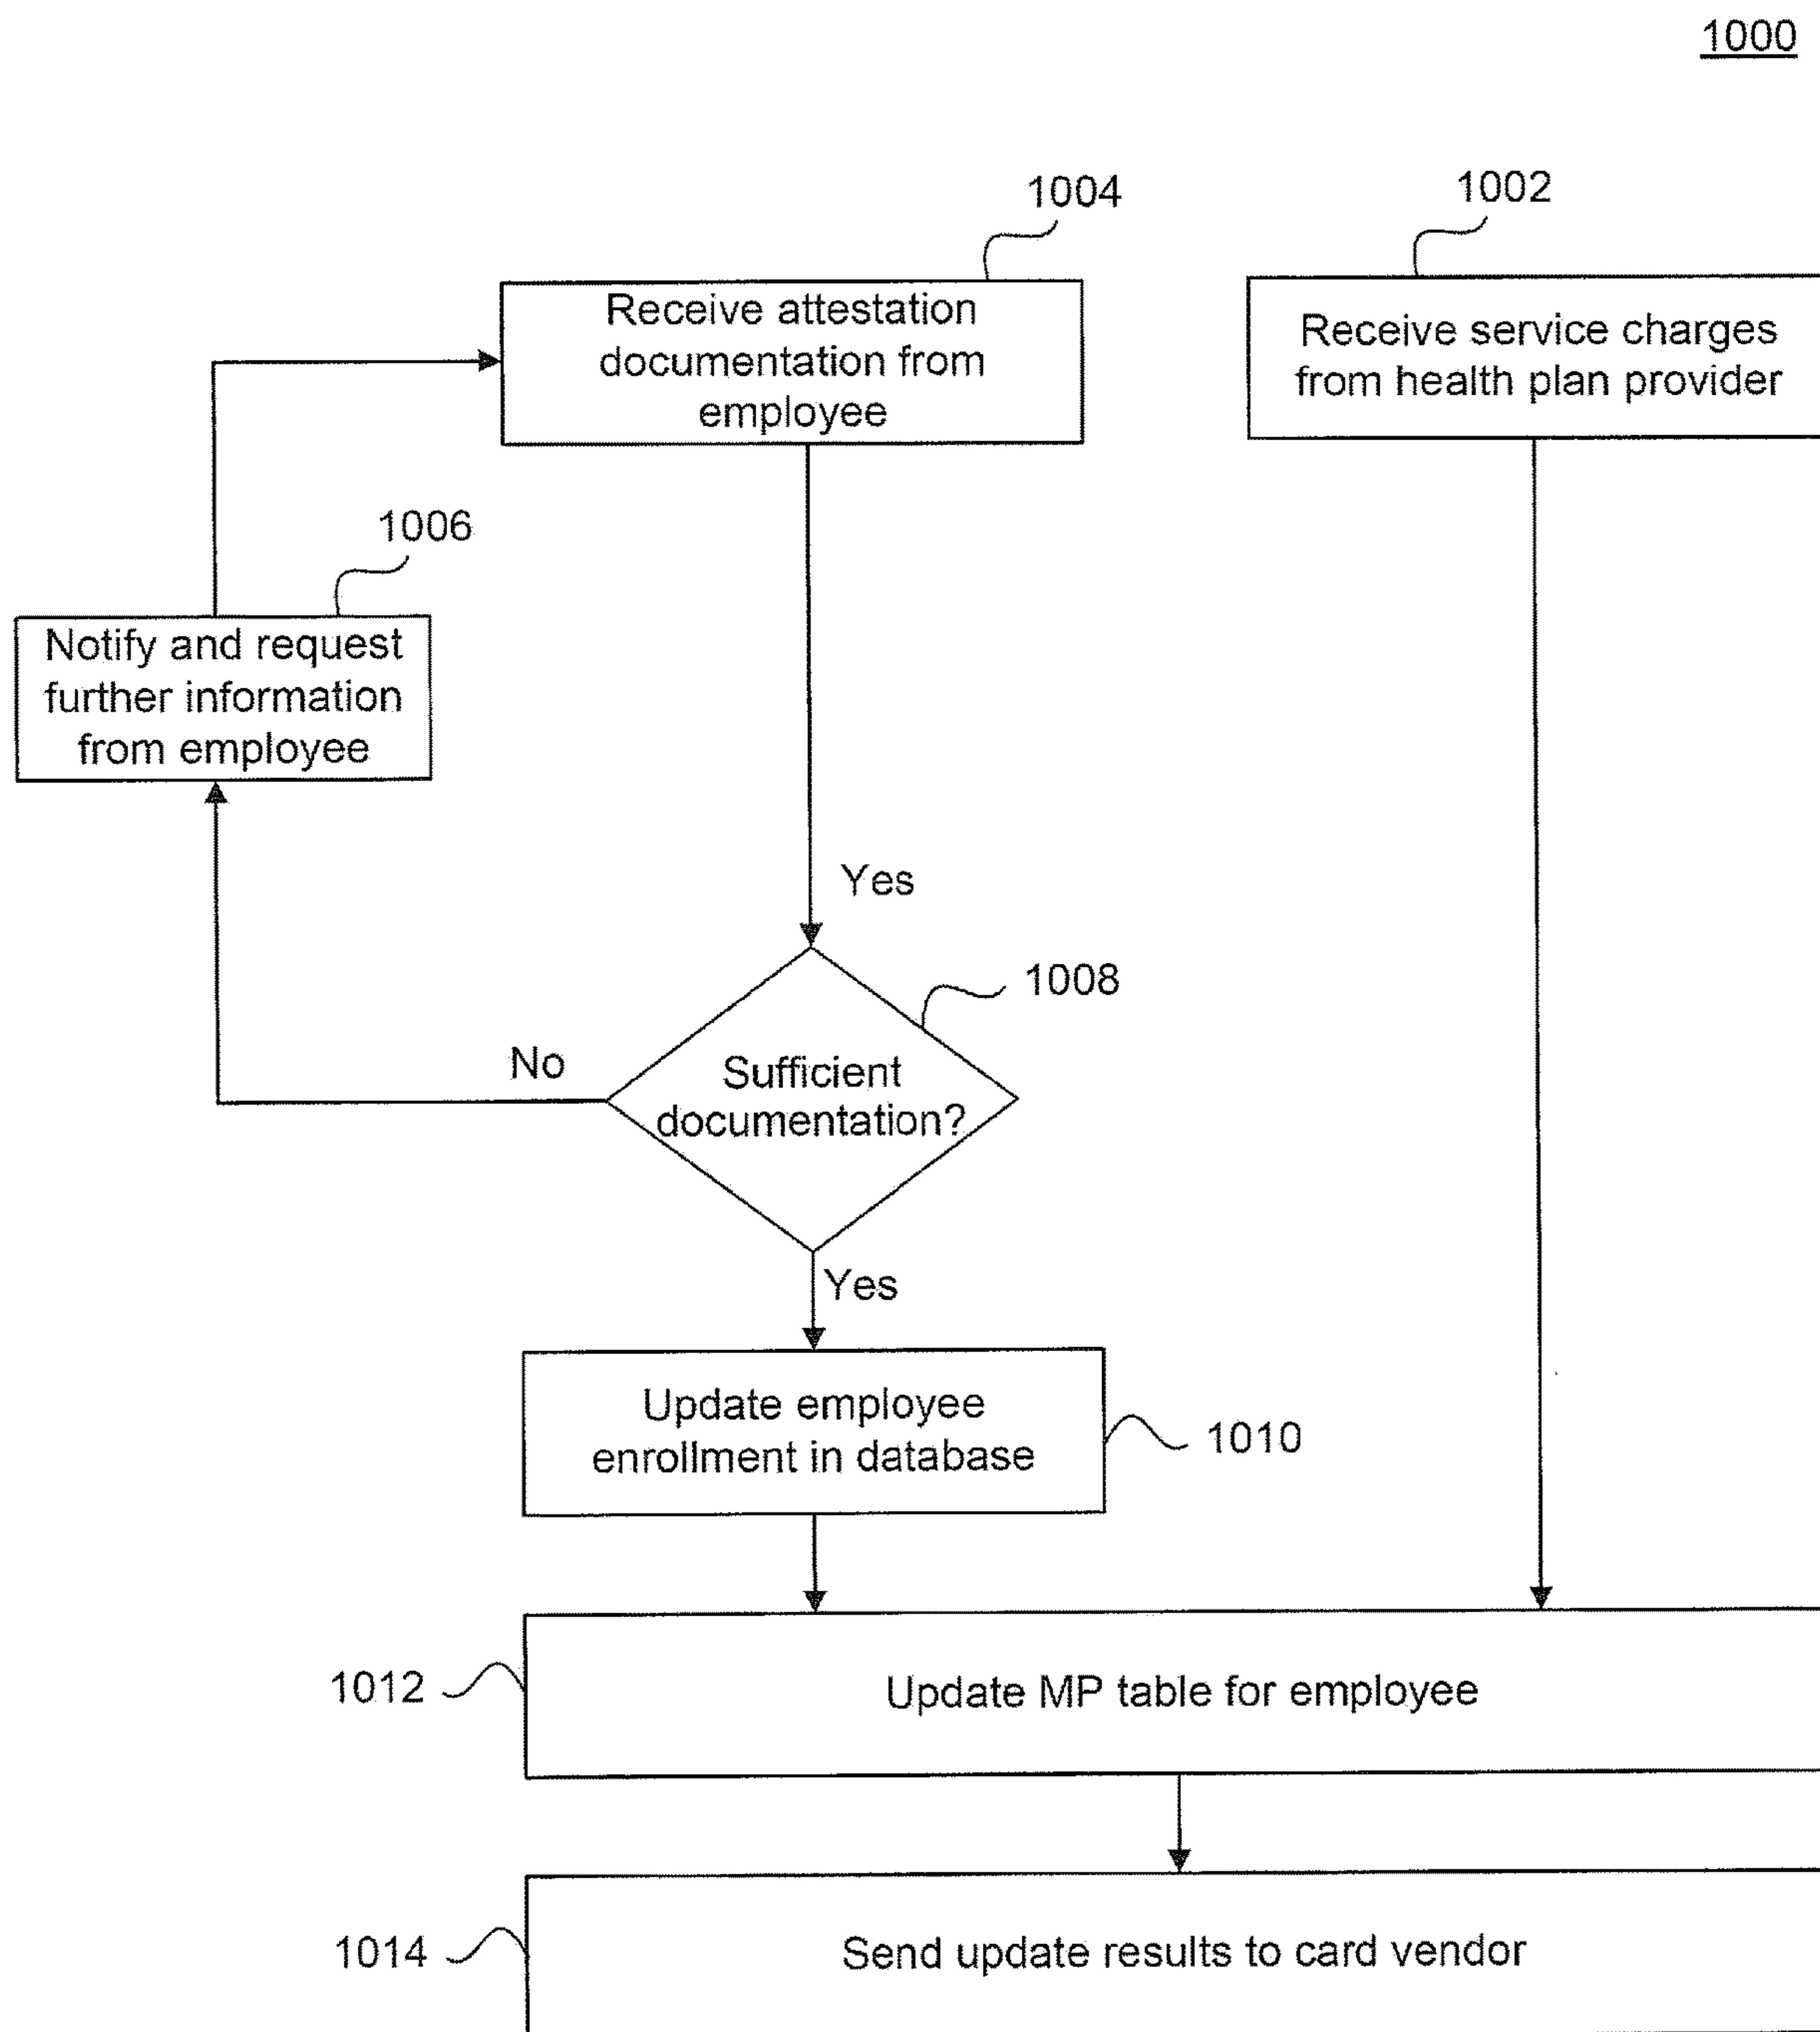 1000
1004
1002
Receive attestation
documentation from
employee
Receive service charges
from health plan provider
1006
Notify and request
further information
from employee
Yes
1008
No
Sufficient
documentation?
Yes
Update employee
enrollment in database
1010
1012
Update MP table for employee
1014
Send update results to card vendor